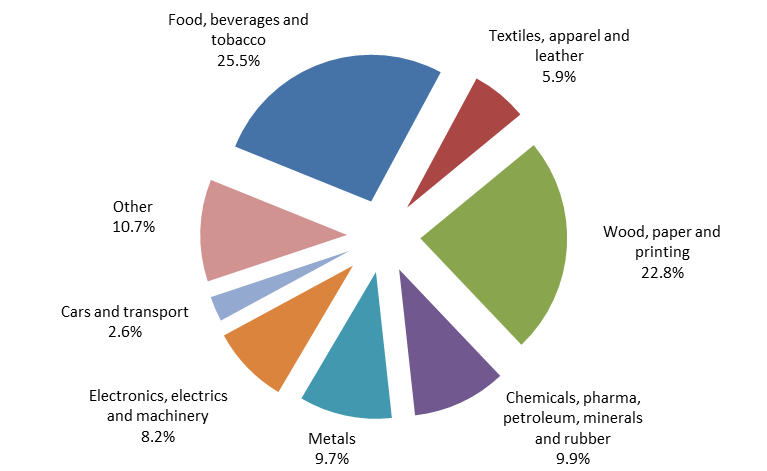 Food, beverages and
tobacco
25.5%
Textiles, apparel and
leather
5.9%
Wood, paper and
printing
22.8%
Chemicals, pharma,
petroleum, minerals
and rubber
9.9%
Metals
9.7%
Electronics, electrics
and machinery
8.2%
Cars and transport
2.6%
Other
10.7%